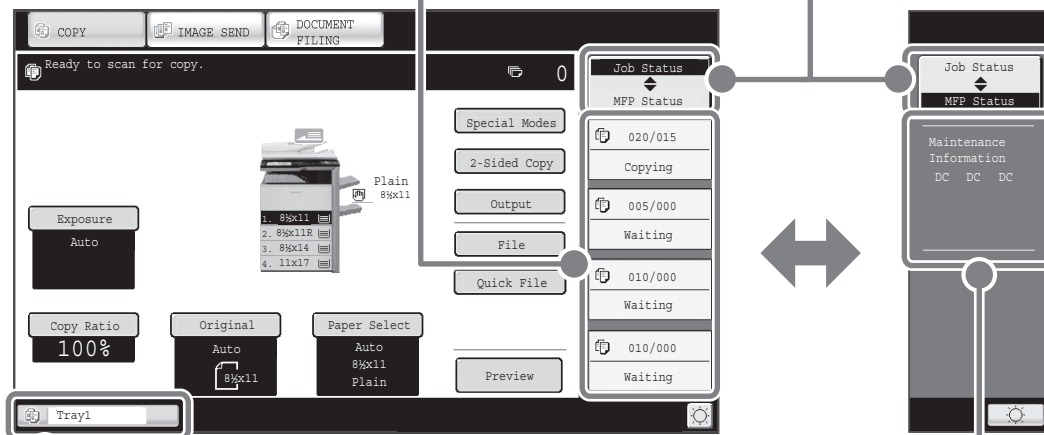 COPY
IMAGE SEND
DOCUMENT
FILING
Ready to scan for copy.
0
Job Status
MFP Status
Special Modes
2-Sided Copy
Output
File
Quick File
Preview
Plain
8½x11
1. 8½x11
2. 8½x11R
3. 8½x14
4. 11x17
Exposure
Auto
Copy Ratio
100%
Original
Auto
8½x11
Paper Select
Auto
8½x11
Plain
020/015
Copying
005/000
Waiting
010/000
Waiting
010/000
Waiting
Tray1
Job Status
MFP Status
Maintenance
Information
DC DC DC